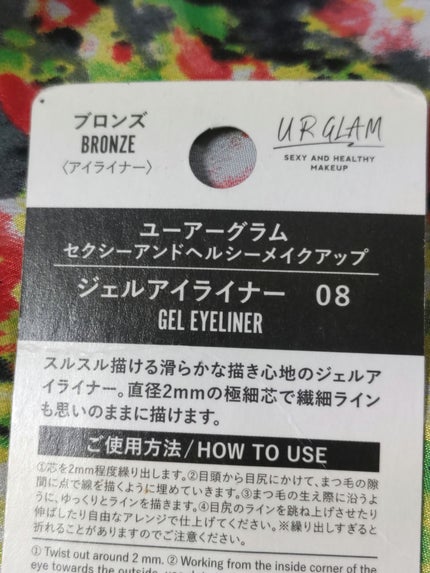 ブロンズ
BRONZE
〈アイライナー〉
URGLAM
SEXY AND HEALTHY
MAKEUP
ユーアーグラム
セクシーアンドヘルシーメイクアップ
ジェルアイライナー 08
GEL EYELINER
スルスル描ける滑らかな描き心地のジェルア
イライナー。直径2mmの極細芯で繊細ライン
も思いのままに描けます。
ご使用方法/HOW TO USE
①芯を2mm程度繰り出します。②目頭から目尻にかけて、まつ毛の隙
間に点で線を描くように埋めていきます。③まつ毛の生え際に沿うよ
うに、ゆっくりとラインを描きます。④目尻のラインを跳ね上げさせたり
伸ばしたり自由なアレンジで仕上げてください。※繰り出しすぎると
折れることがありますのでご注意ください。
① Twist out around 2 mm. ② Working from the inside corner of the
eye towards the outside,